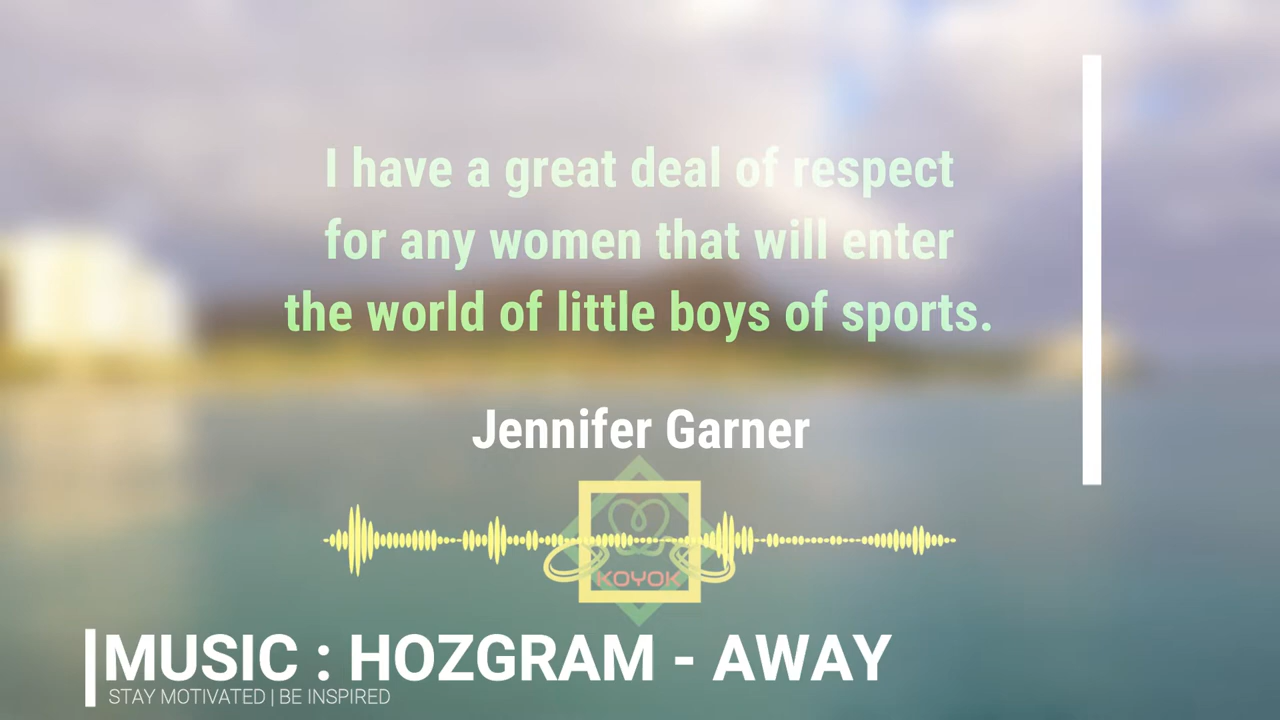 I have a great deal of respect
for any women that will enter
the world of little boys of sports.
Jennifer Garner
KOYOK
MUSIC : HOZGRAM - AWAY
STAY MOTIVATED | BE INSPIRED